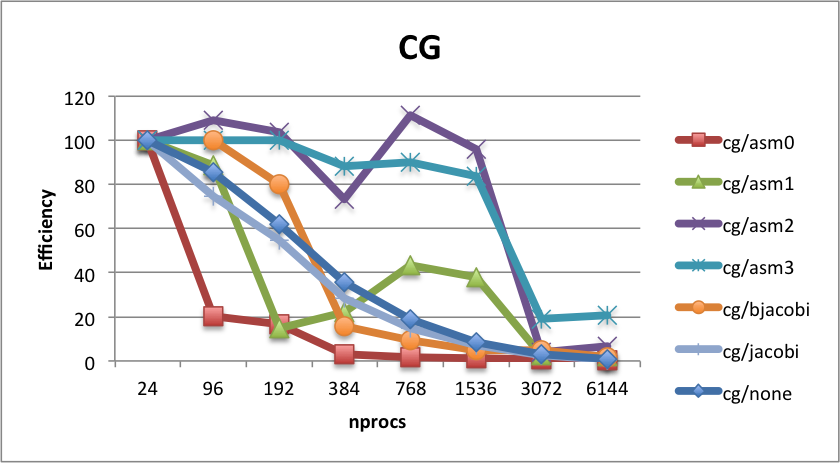 CG
120
100
80
60
40
20
0
Efficiency
24 96 192 384 768 1536 3072 6144
nprocs
cg/asm0
cg/asm1
cg/asm2
cg/asm3
cg/bjacobi
cg/jacobi
cg/none